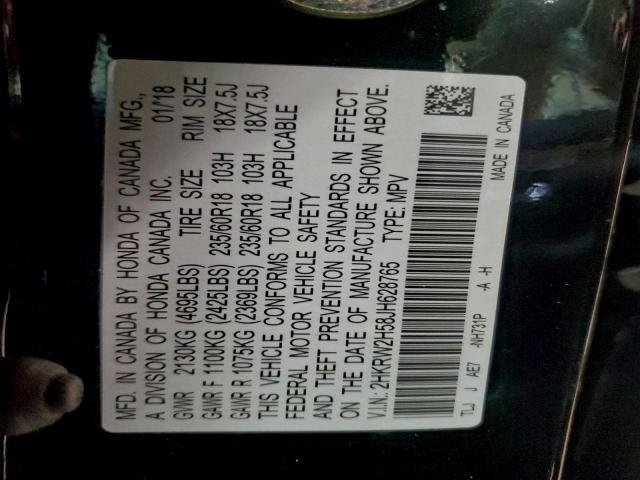 MFD. IN CANADA BY HONDA OF CANADA MFG.,
A DIVISION OF HONDA CANADA INC. 01/18
GVWR 2130KG (4695LBS) TIRE SIZE RIM SIZE
GAWR F 1100KG (2425LBS) 235/60R18 103H 18X7.5J
GAWR R 1075KG (2369LBS) 235/60R18 103H 18X7.5J
THIS VEHICLE CONFORMS TO ALL APPLICABLE
FEDERAL MOTOR VEHICLE SAFETY
AND THEFT PREVENTION STANDARDS IN EFFECT
ON THE DATE OF MANUFACTURE SHOWN ABOVE.
V.I.N.: 2HKRW2H58JH628765 TYPE: MPV
TLJ J AE7 -NH731P -A -H
MADE IN CANADA